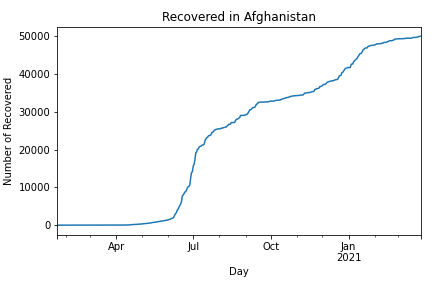 Recovered in Afghanistan
Number of Recovered
50000
40000
30000
20000
10000
0
Apr
Jul
Oct
Jan
2021
Day